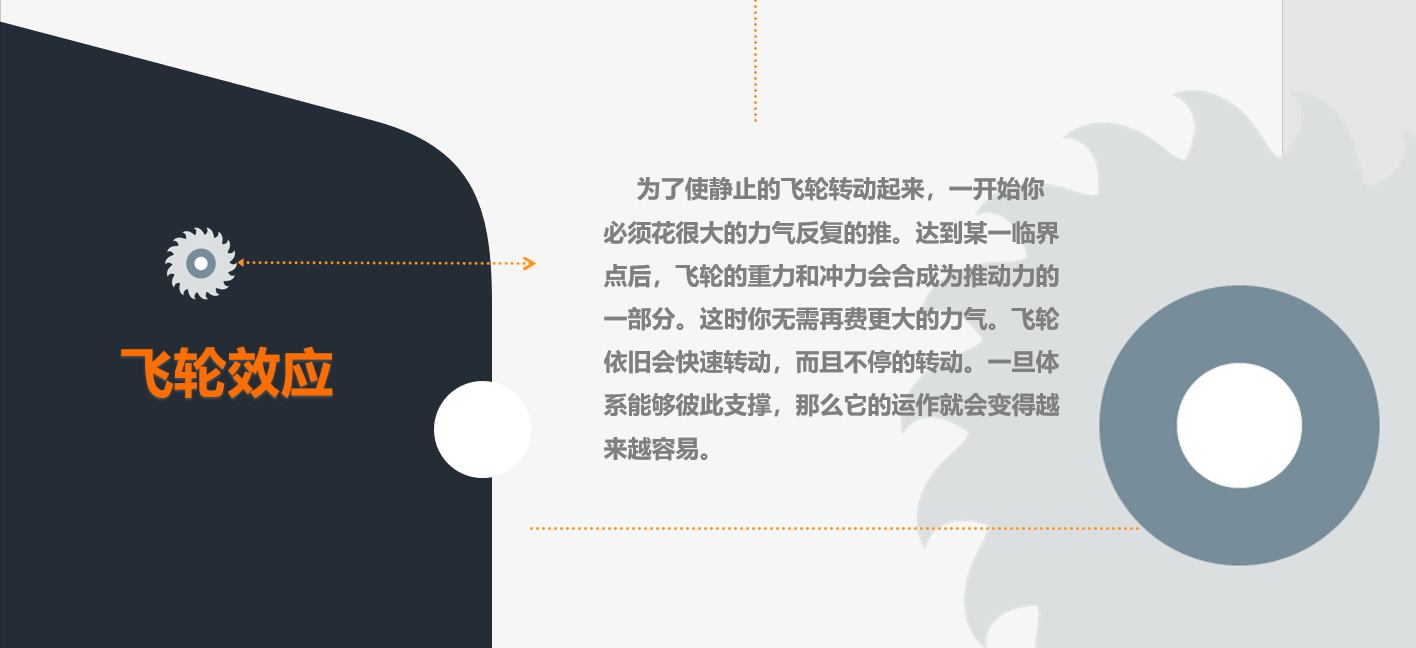 飞轮效应
为了使静止的飞轮转动起来，一开始你
必须花很大的力气反复的推。达到某一临界
点后，飞轮的重力和冲力会合成为推动力的
一部分。这时你无需再费更大的力气。飞轮
依旧会快速转动，而且不停的转动。一旦体
系能够彼此支撑，那么它的运作就会变得越
来越容易。